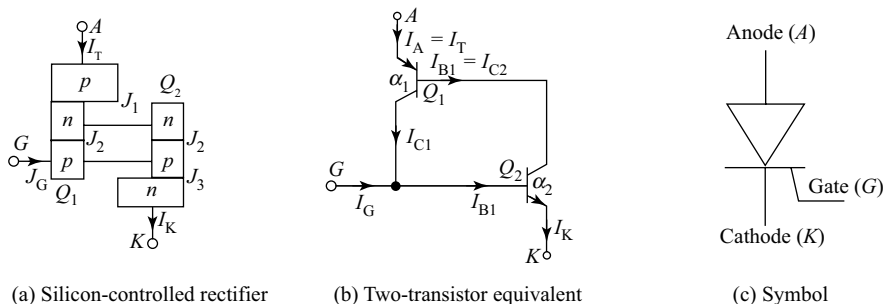 A
I_T
p
Q_2
J_1
n
n
G
J_2
J_2
p
p
J_G
Q_1
J_3
n
I_K
K
(a) Silicon-controlled rectifier
A
I_A = I_T
I_B1 = I_C2
α_1
Q_1
I_C1
G
Q_2
α_2
I_G
I_B1
I_K
K
(b) Two-transistor equivalent
Anode (A)
Gate (G)
Cathode (K)
(c) Symbol